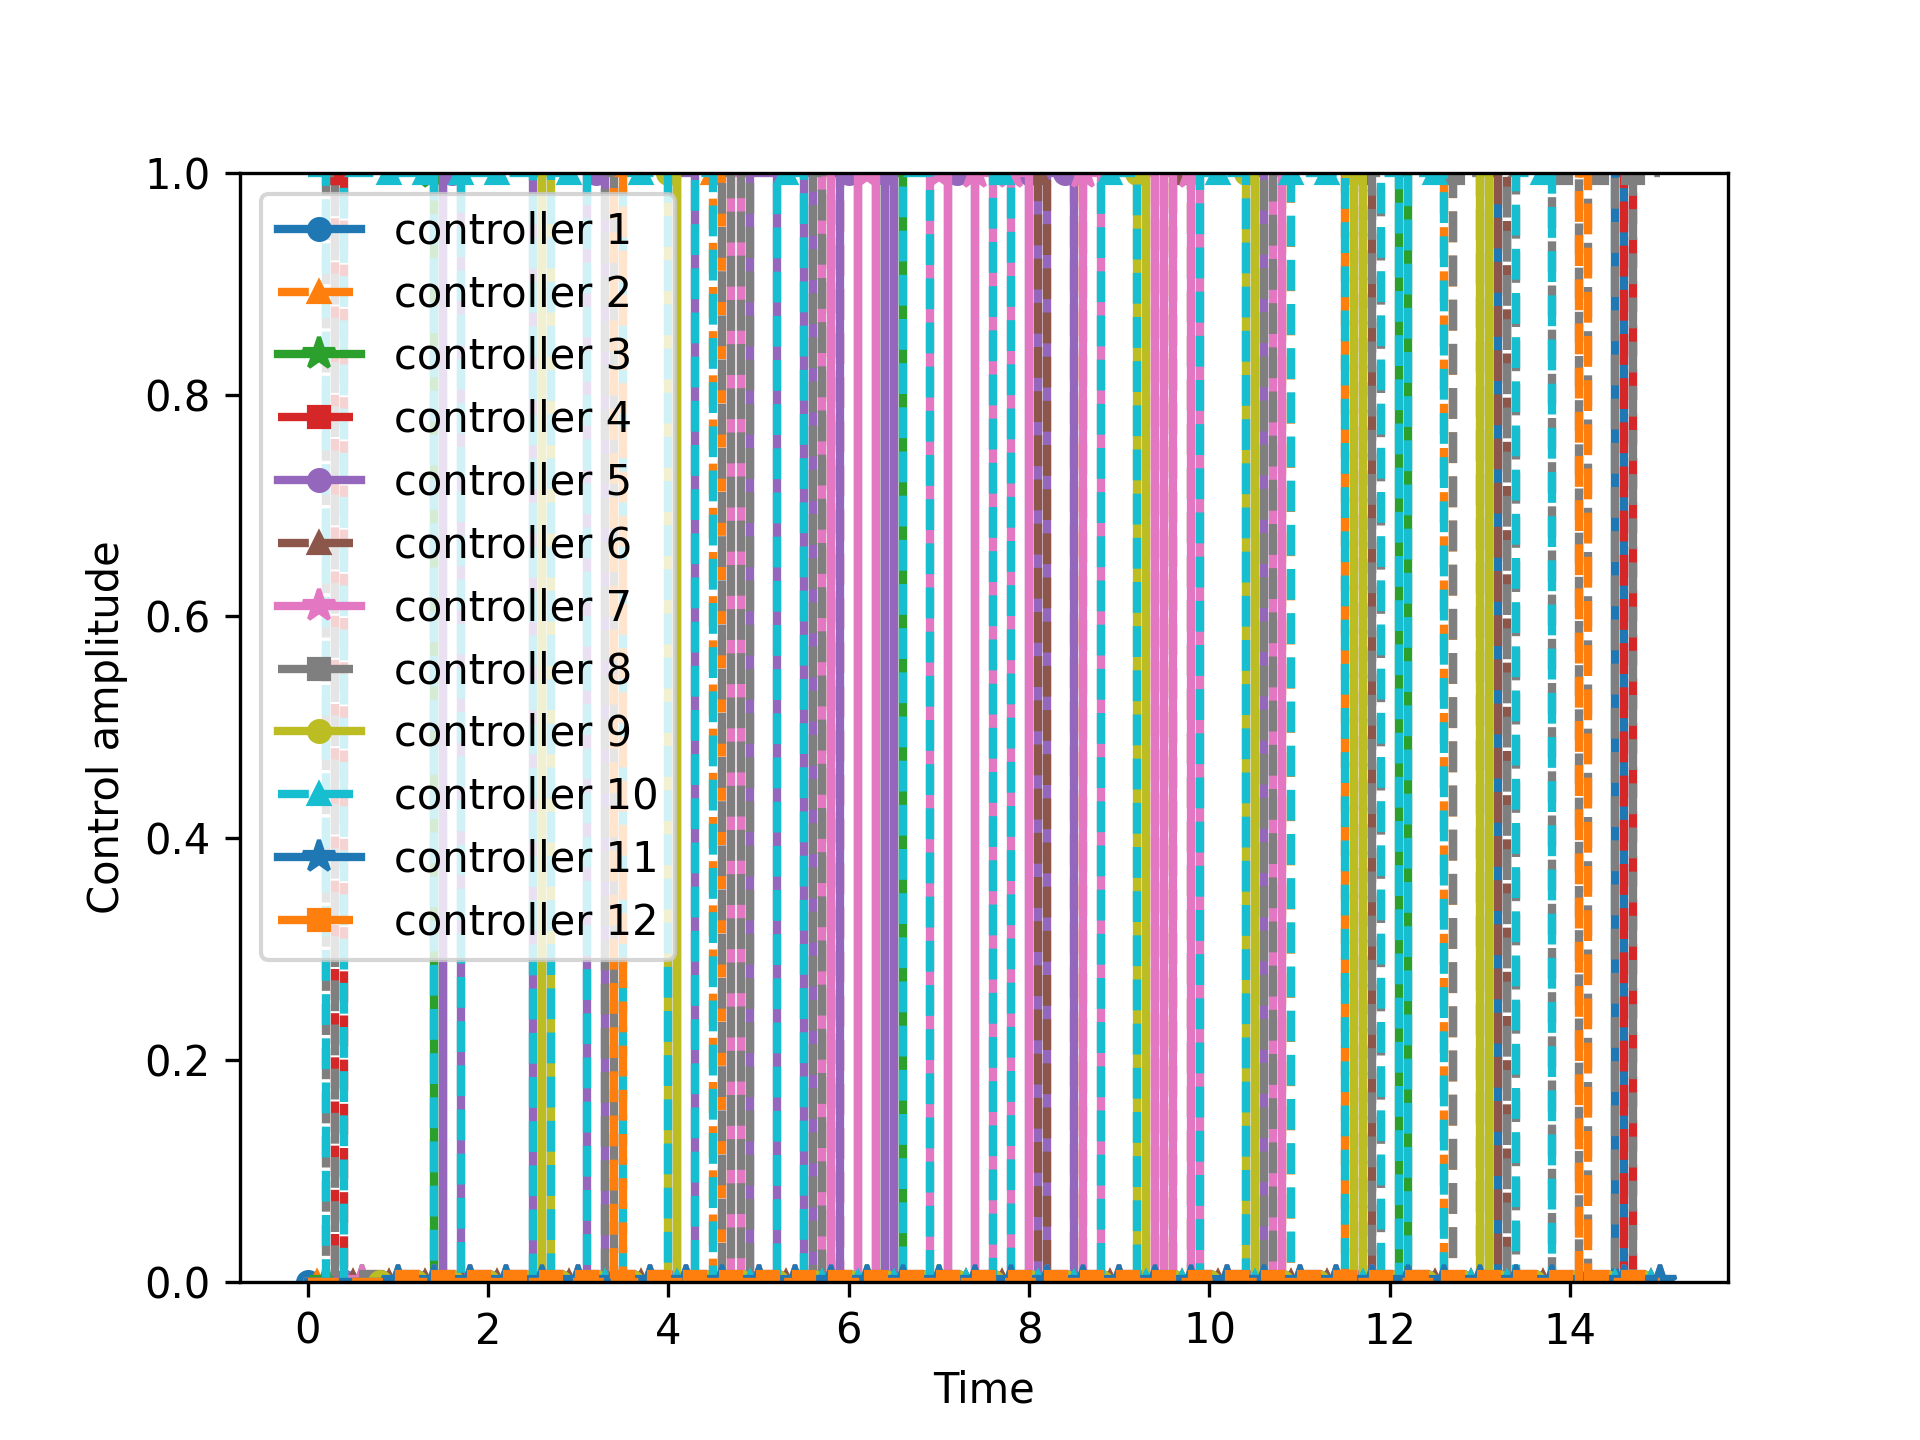 1.0
0.8
0.6
0.4
0.2
0.0
Control amplitude
controller 1
controller 2
controller 3
controller 4
controller 5
controller 6
controller 7
controller 8
controller 9
controller 10
controller 11
controller 12
0 2 4 6 8 10 12 14
Time